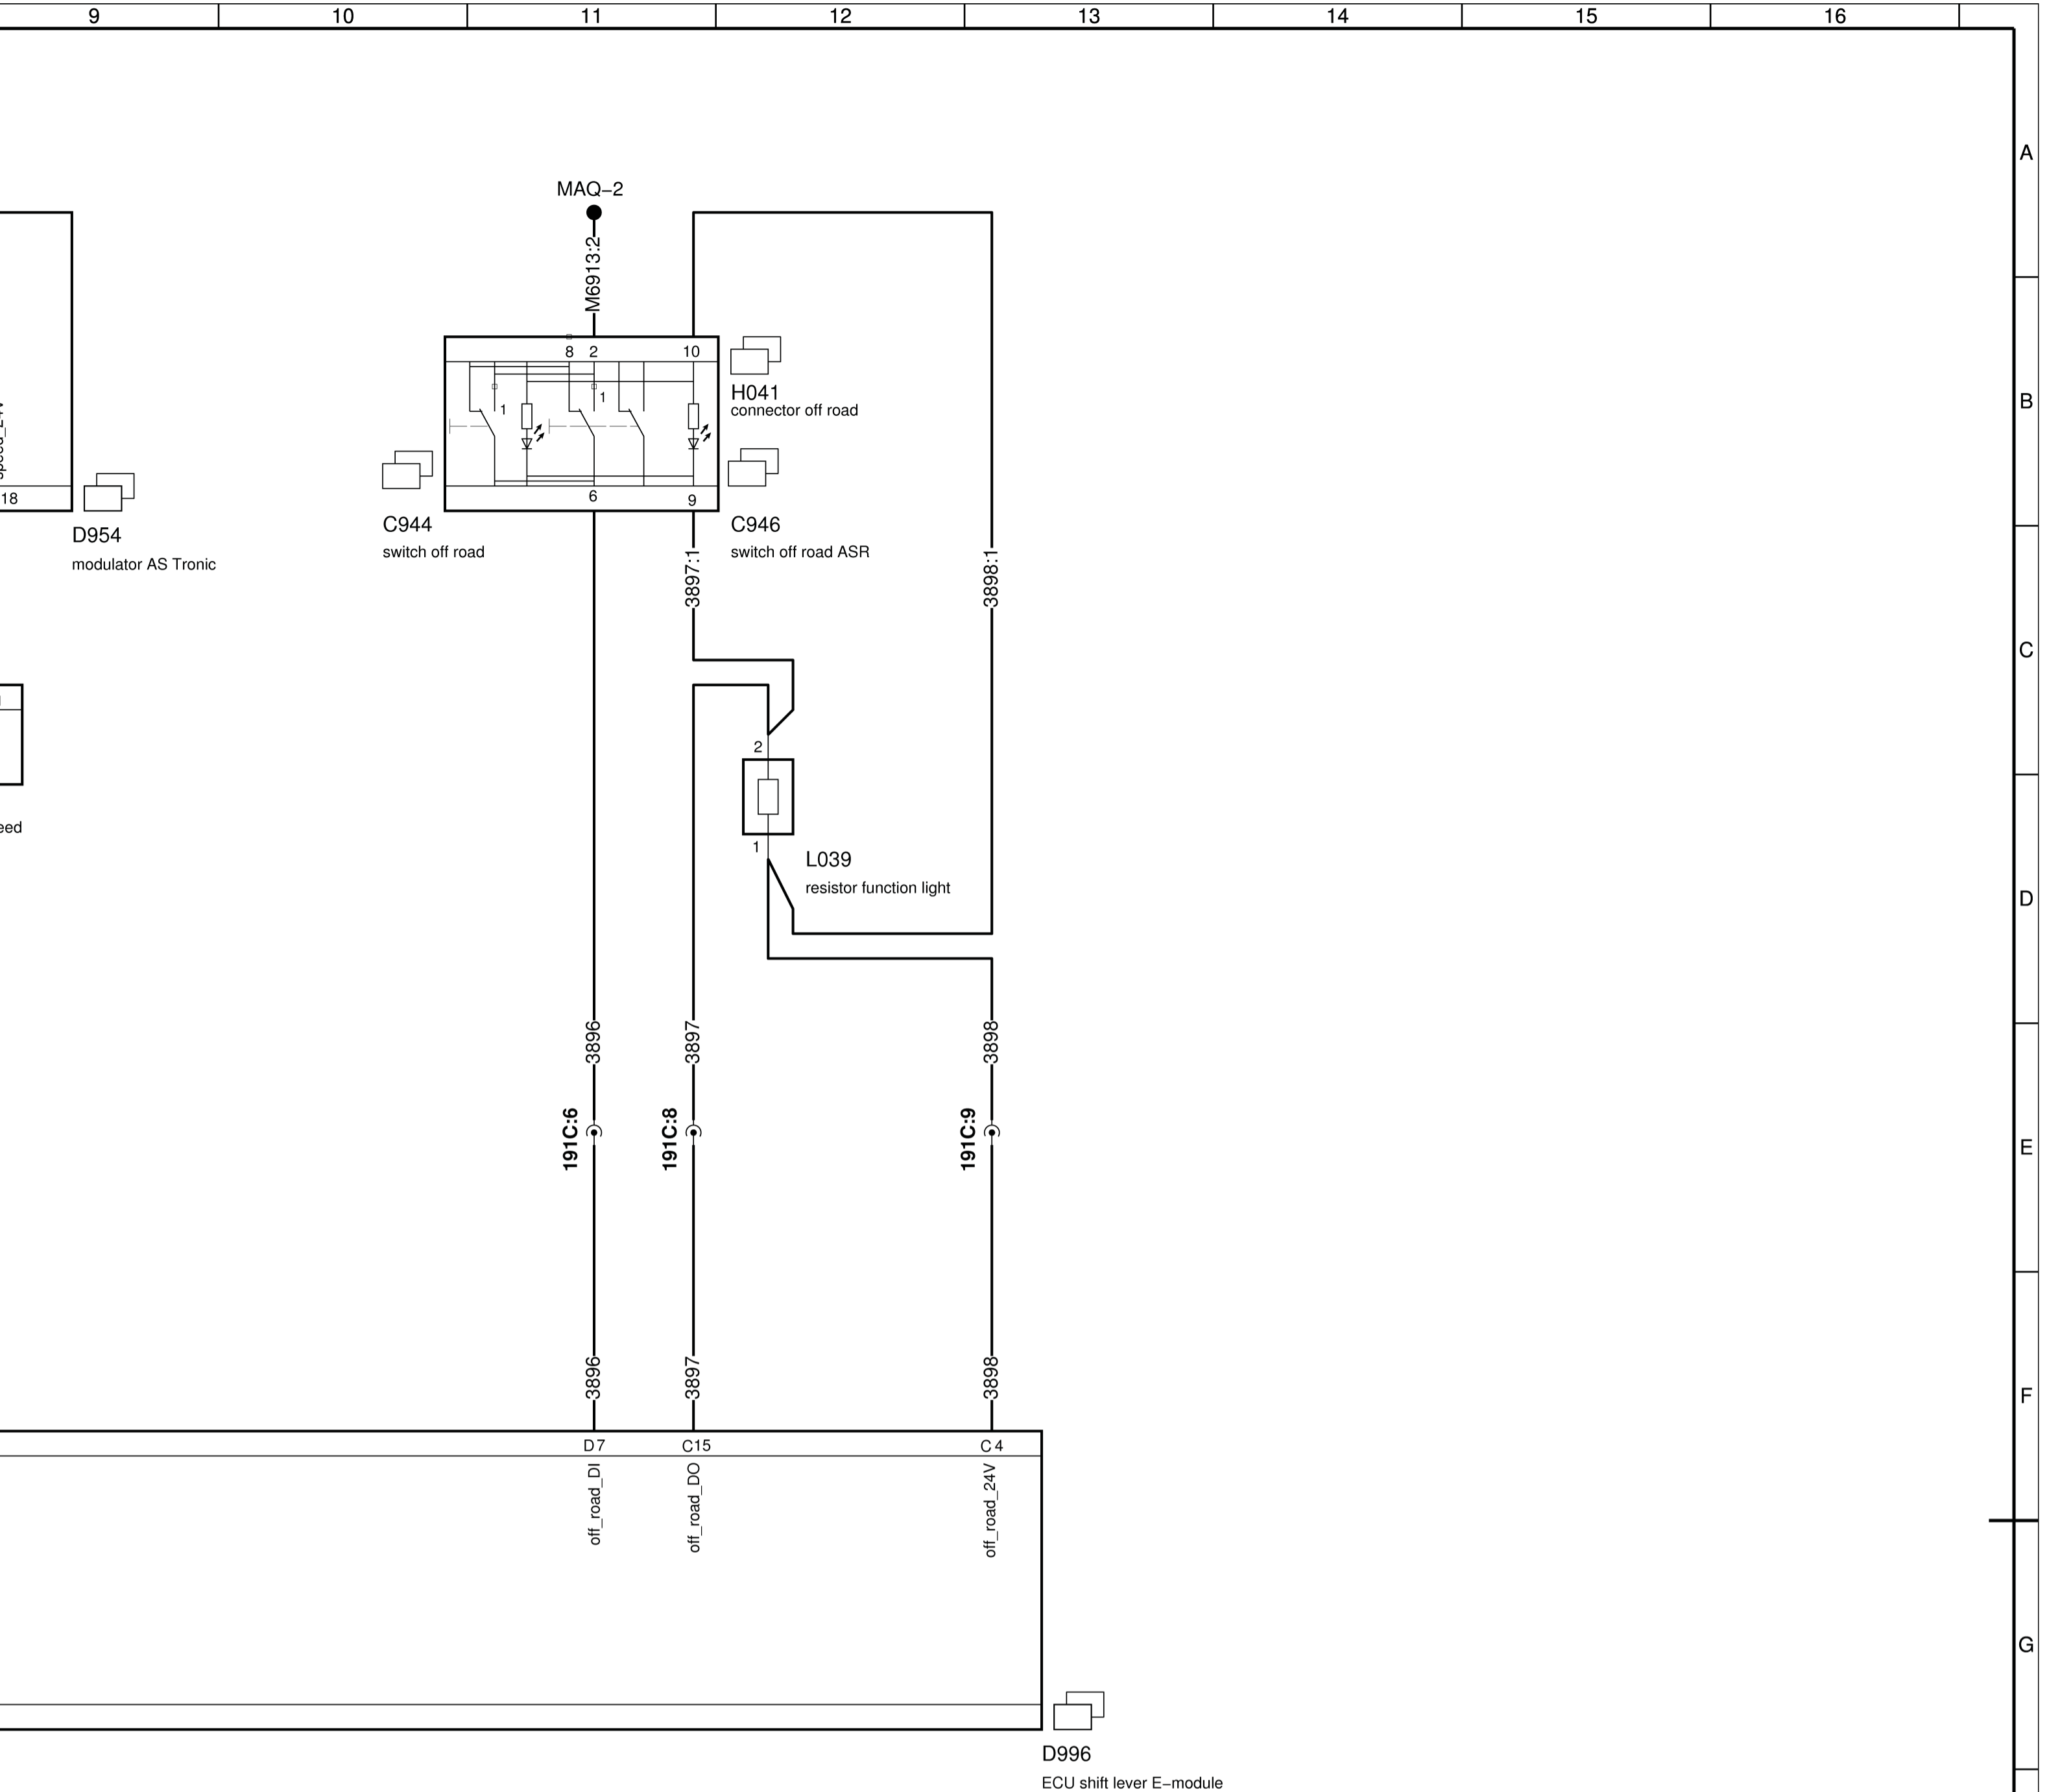 9 10 11 12 13 14 15 16
A
MAQ−2
M6913:2
8 2 10
H041
connector off road
1
1
B
18
6 9
D954
modulator AS Tronic
C944
switch off road
C946
switch off road ASR
3897:1
3898:1
C
2
eed
1
L039
resistor function light
D
3896
3897
3898
191C:6
191C:8
191C:9
E
3896
3897
3898
F
D7
C15
C4
off_road_DI
off_road_DO
off_road_24V
G
D996
ECU shift lever E−module